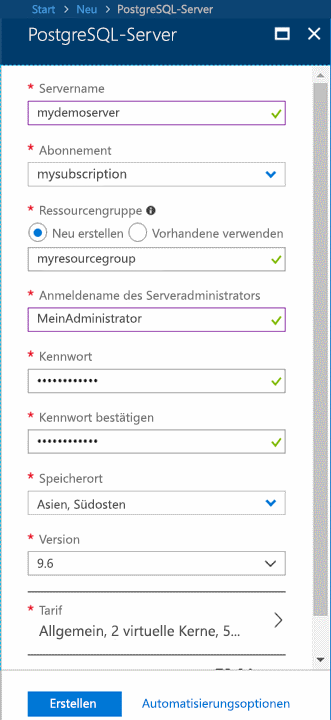 Start > Neu > PostgreSQL-Server
PostgreSQL-Server
* Servername
mydemoserver
* Abonnement
mysubscription
* Ressourcengruppe
Neu erstellen Vorhandene verwenden
myresourcegroup
* Anmeldename des Serveradministrators
MeinAdministrator
* Kennwort
••••••••••••
* Kennwort bestätigen
••••••••••••
* Speicherort
Asien, Südosten
* Version
9.6
* Tarif
Allgemein, 2 virtuelle Kerne, 5...
Erstellen Automatisierungsoptionen